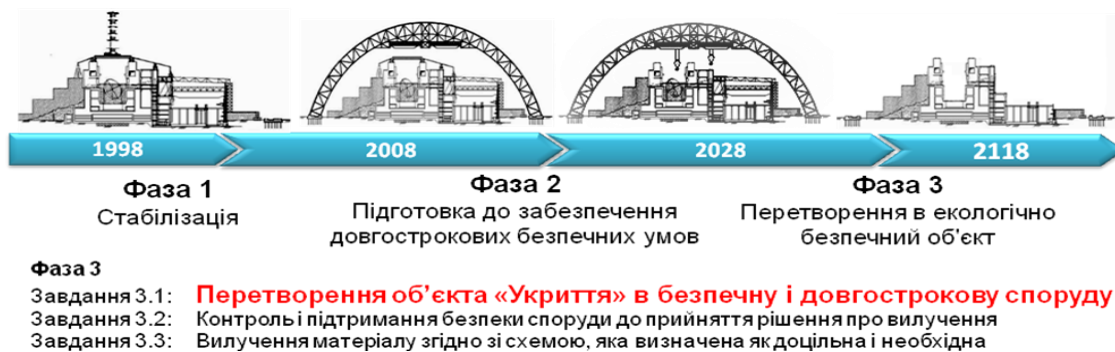 1998 2008 2028 2118
Фаза 1 Фаза 2 Фаза 3
Стабілізація
Підготовка до забезпечення
довгострокових безпечних умов
Перетворення в екологічно
безпечний об'єкт
Фаза 3
Завдання 3.1: Перетворення об’єкта «Укриття» в безпечну і довгострокову споруду
Завдання 3.2: Контроль і підтримання безпеки споруди до прийняття рішення про вилучення
Завдання 3.3: Вилучення матеріалу згідно зі схемою, яка визначена як доцільна і необхідна